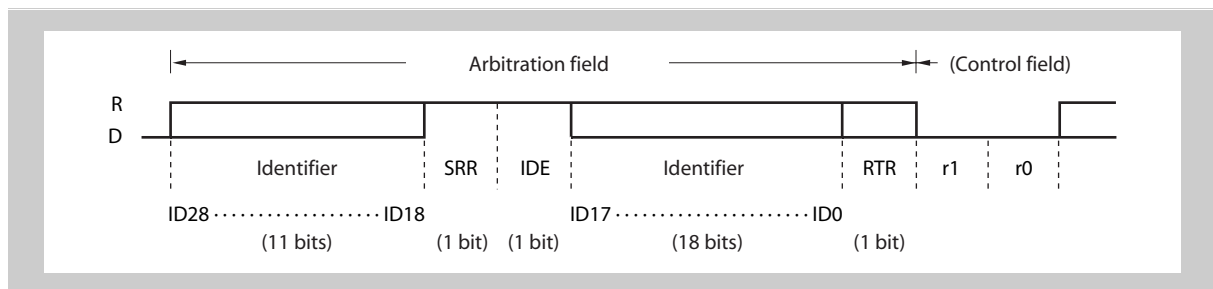 Arbitration field (Control field)
R
D
Identifier SRR IDE Identifier RTR r1 r0
ID28 · · · · · · · · · · · · · · · · · ID18 ID17 · · · · · · · · · · · · · · · · · · · · ID0
(11 bits) (1 bit) (1 bit) (18 bits) (1 bit)